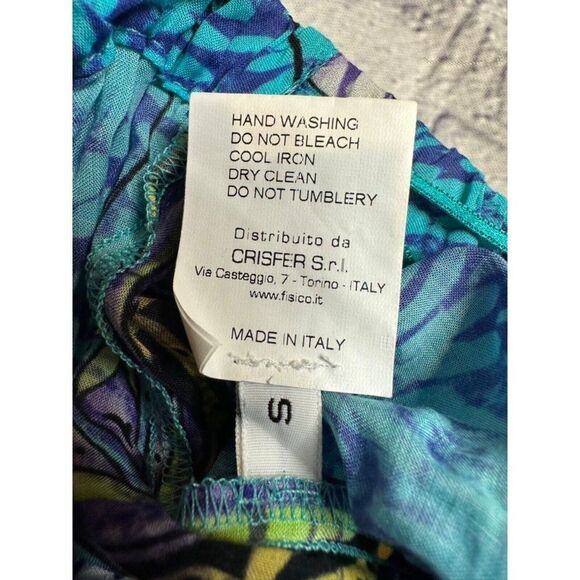 HAND WASHING
DO NOT BLEACH
COOL IRON
DRY CLEAN
DO NOT TUMBLERY
Distribuito da
CRISFER S.r.l.
Via Casteggio, 7 - Torino - ITALY
www.fisico.it
MADE IN ITALY
S